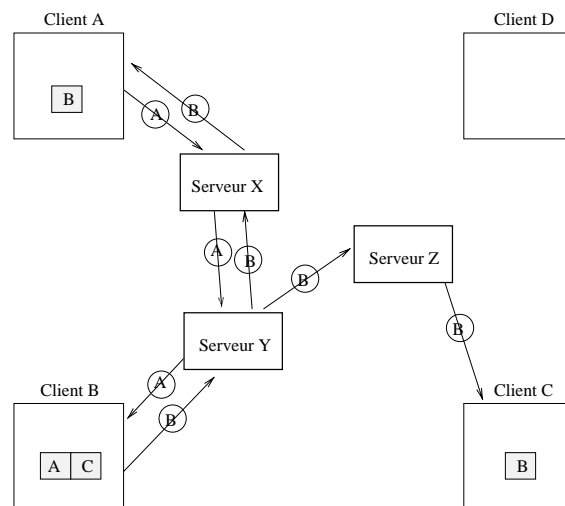 Client A
Client D
B
B
A
Serveur X
A
B
Serveur Z
B
B
Serveur Y
A
Client B
Client C
B
A C
B